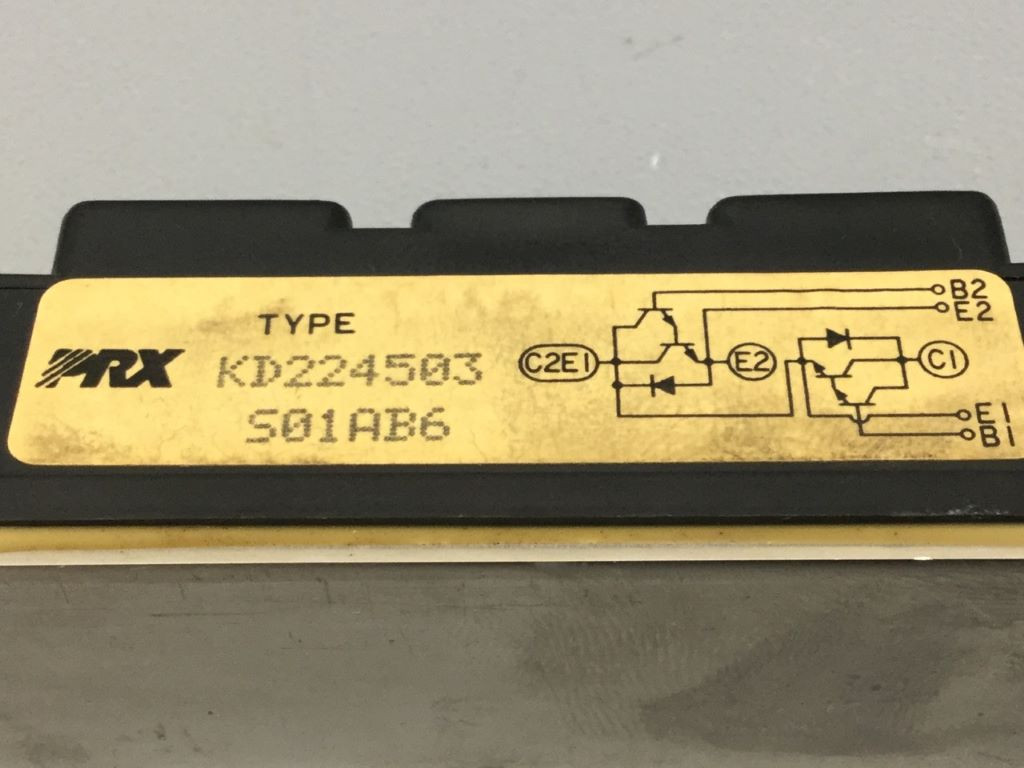 TYPE
PRX KD224503
S01AB6
C2E1 E2 C1
B2
E2
E1
B1